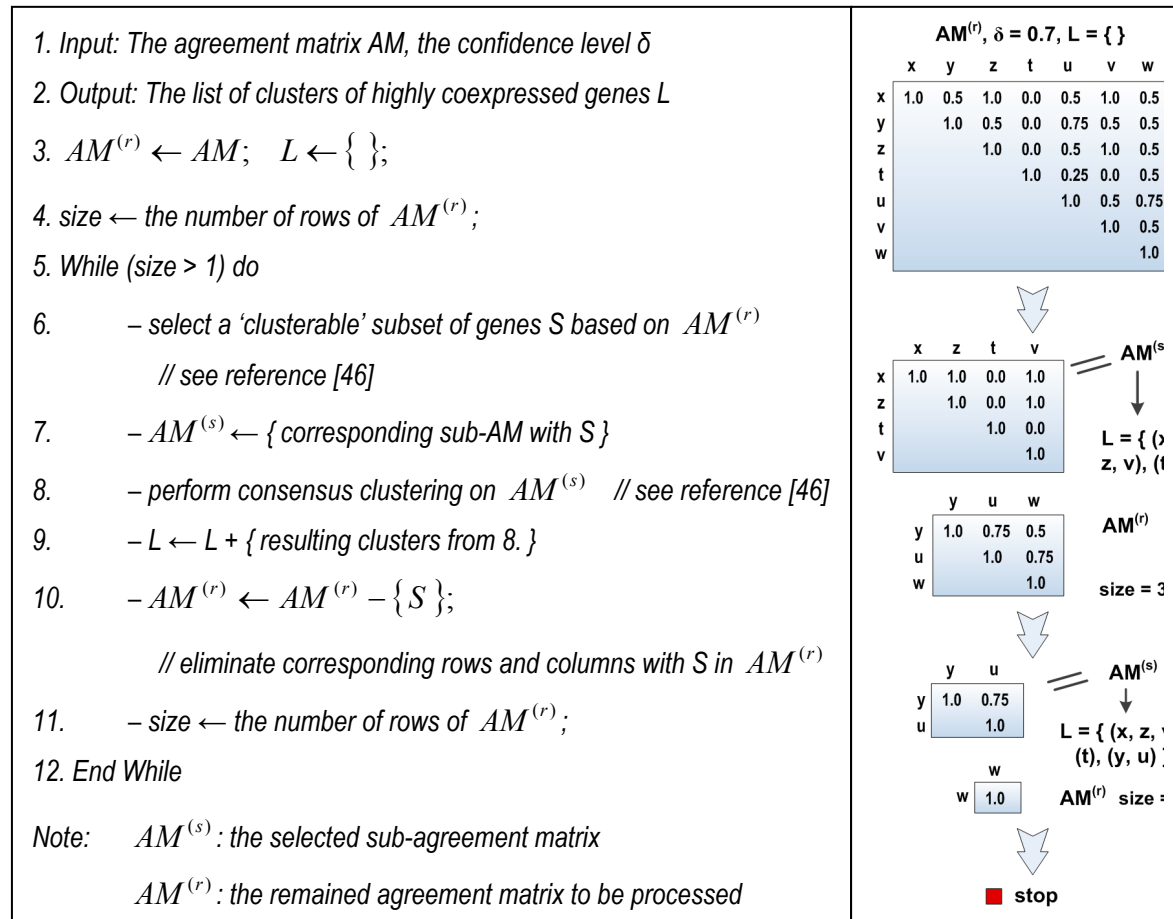 1. Input: The agreement matrix AM, the confidence level δ
2. Output: The list of clusters of highly coexpressed genes L
3. AM^(r) ← AM; L ← { };
4. size ← the number of rows of AM^(r);
5. While (size > 1) do
6. – select a ‘clusterable’ subset of genes S based on AM^(r)
// see reference [46]
7. – AM^(s) ← { corresponding sub-AM with S }
8. – perform consensus clustering on AM^(s) // see reference [46]
9. – L ← L + { resulting clusters from 8. }
10. – AM^(r) ← AM^(r) – { S };
// eliminate corresponding rows and columns with S in AM^(r)
11. – size ← the number of rows of AM^(r);
12. End While
Note: AM^(s) : the selected sub-agreement matrix
AM^(r) : the remained agreement matrix to be processed
AM^(r), δ = 0.7, L = { }
x y z t u v w
x 1.0 0.5 1.0 0.0 0.5 1.0 0.5
y 1.0 0.5 0.0 0.75 0.5 0.5
z 1.0 0.0 0.5 1.0 0.5
t 1.0 0.25 0.0 0.5
u 1.0 0.5 0.75
v 1.0 0.5
w 1.0
x z t v
x 1.0 1.0 0.0 1.0
z 1.0 0.0 1.0
t 1.0 0.0
v 1.0
AM^(s
L = { (x
z, v), (t
y u w
y 1.0 0.75 0.5
u 1.0 0.75
w 1.0
AM^(r)
size = 3
y u
y 1.0 0.75
u 1.0
AM^(s)
L = { (x, z, v
(t), (y, u) }
w
w 1.0
AM^(r) size =
stop